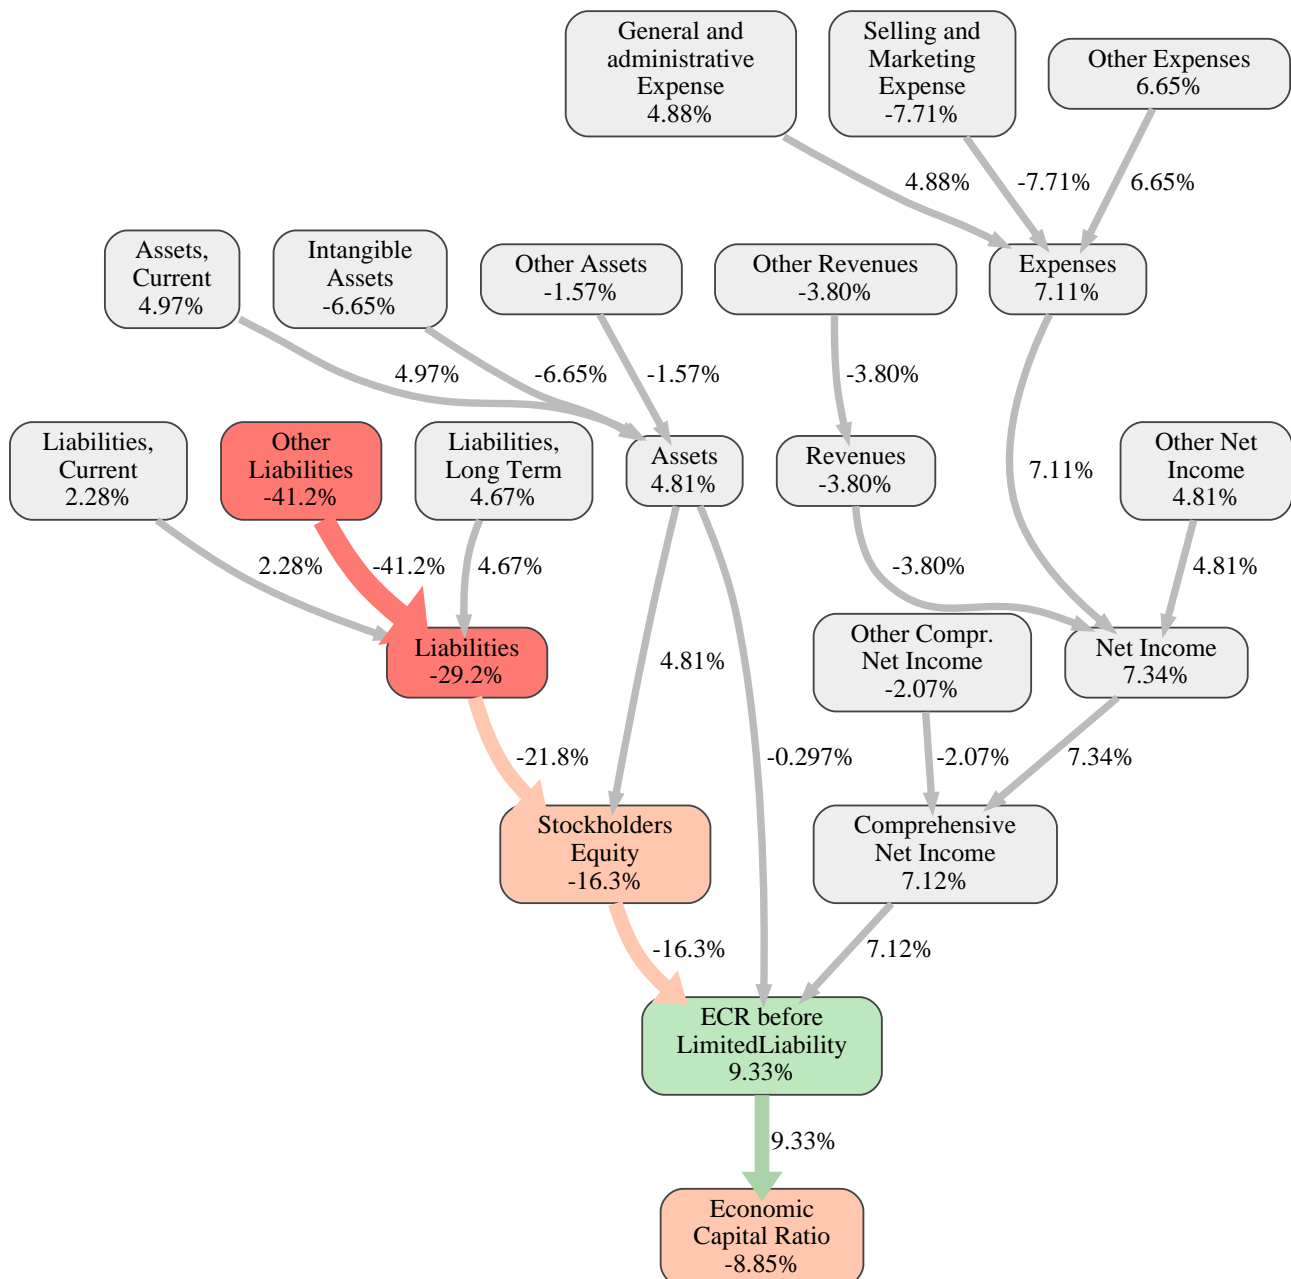 General and
administrative
Expense
4.88%
Selling and
Marketing
Expense
-7.71%
Other Expenses
6.65%
4.88%
-7.71%
6.65%
Assets,
Current
4.97%
Intangible
Assets
-6.65%
Other Assets
-1.57%
Other Revenues
-3.80%
Expenses
7.11%
4.97%
-6.65%
-1.57%
-3.80%
7.11%
Liabilities,
Current
2.28%
Other
Liabilities
-41.2%
Liabilities,
Long Term
4.67%
Assets
4.81%
Revenues
-3.80%
Other Net
Income
4.81%
2.28%
-41.2%
4.67%
-3.80%
4.81%
Liabilities
-29.2%
4.81%
Other Compr.
Net Income
-2.07%
Net Income
7.34%
-21.8%
-0.297%
-2.07%
7.34%
Stockholders
Equity
-16.3%
Comprehensive
Net Income
7.12%
-16.3%
7.12%
ECR before
LimitedLiability
9.33%
9.33%
Economic
Capital Ratio
-8.85%